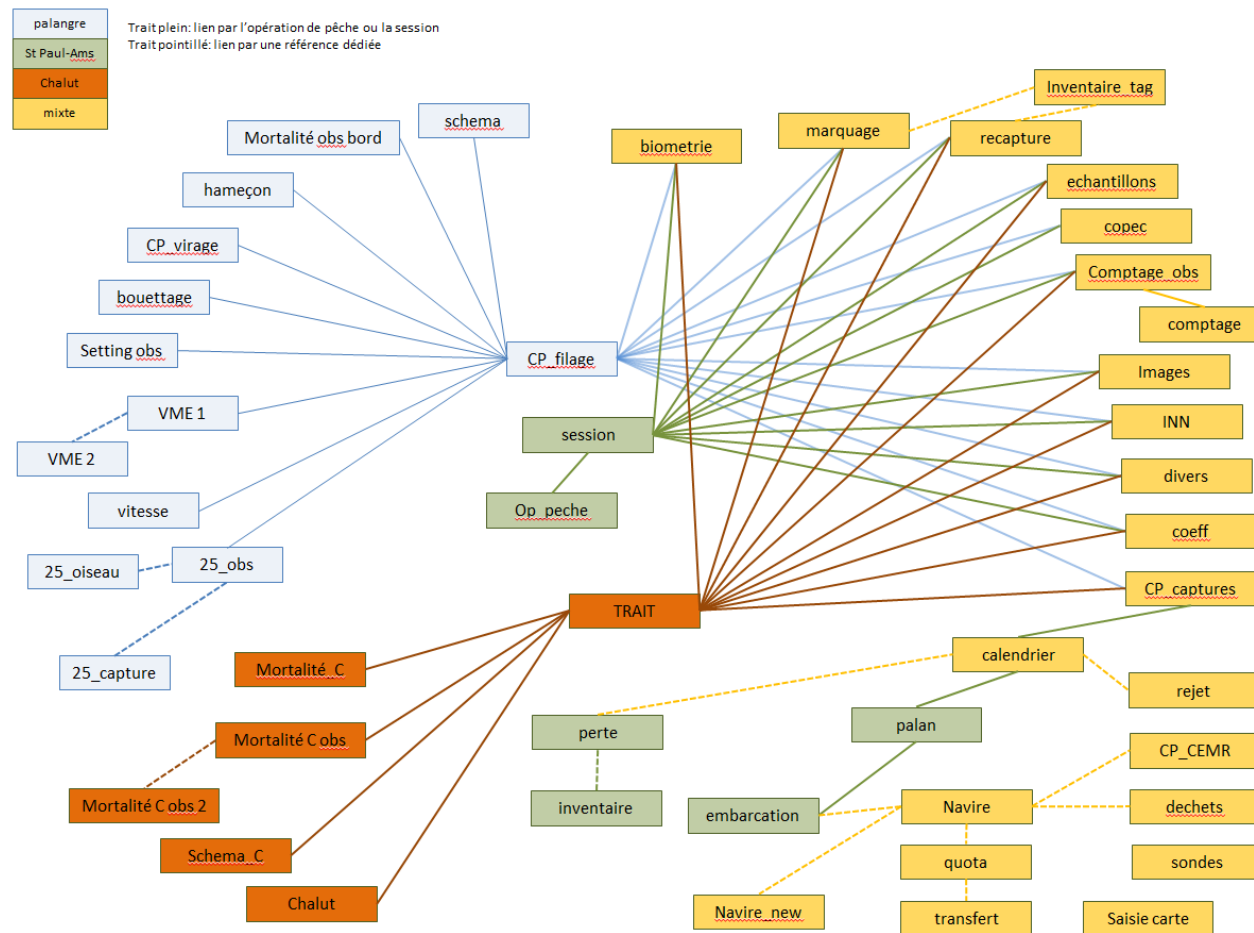 palangre
St Paul-Ams
Chalut
mixte
Trait plein: lien par l'opération de pêche ou la session
Trait pointillé: lien par une référence dédiée
Inventaire_tag
schema
marquage
recapture
Mortalité obs bord
biometrie
hameçon
echantillons
copec
CP_virage
Comptage_obs
bouettage
comptage
Setting obs
CP_filage
Images
VME 1
INN
session
VME 2
divers
vitesse
Op_peche
coeff
25_oiseau
25_obs
CP_captures
TRAIT
Mortalité_C
calendrier
25_capture
rejet
perte
palan
Mortalité C obs
CP_CEMR
Mortalité C obs 2
inventaire
embarcation
Navire
dechets
Schema_C
quota
sondes
Chalut
Navire_new
transfert
Saisie carte